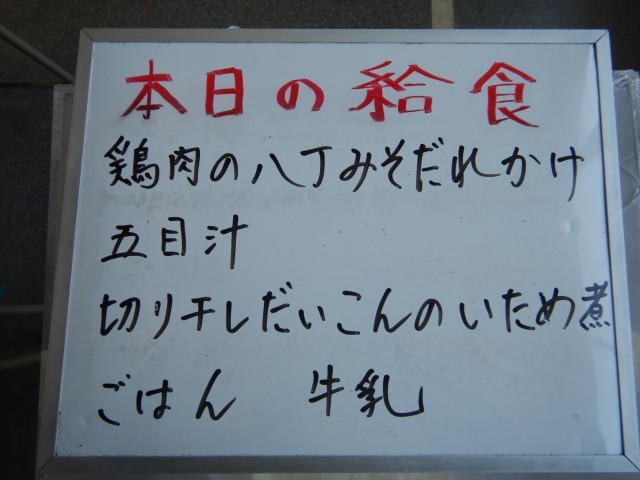 本日の給食
鶏肉の八丁みそだれかけ
五目汁
切り干しだいこんのいため煮
ごはん 牛乳